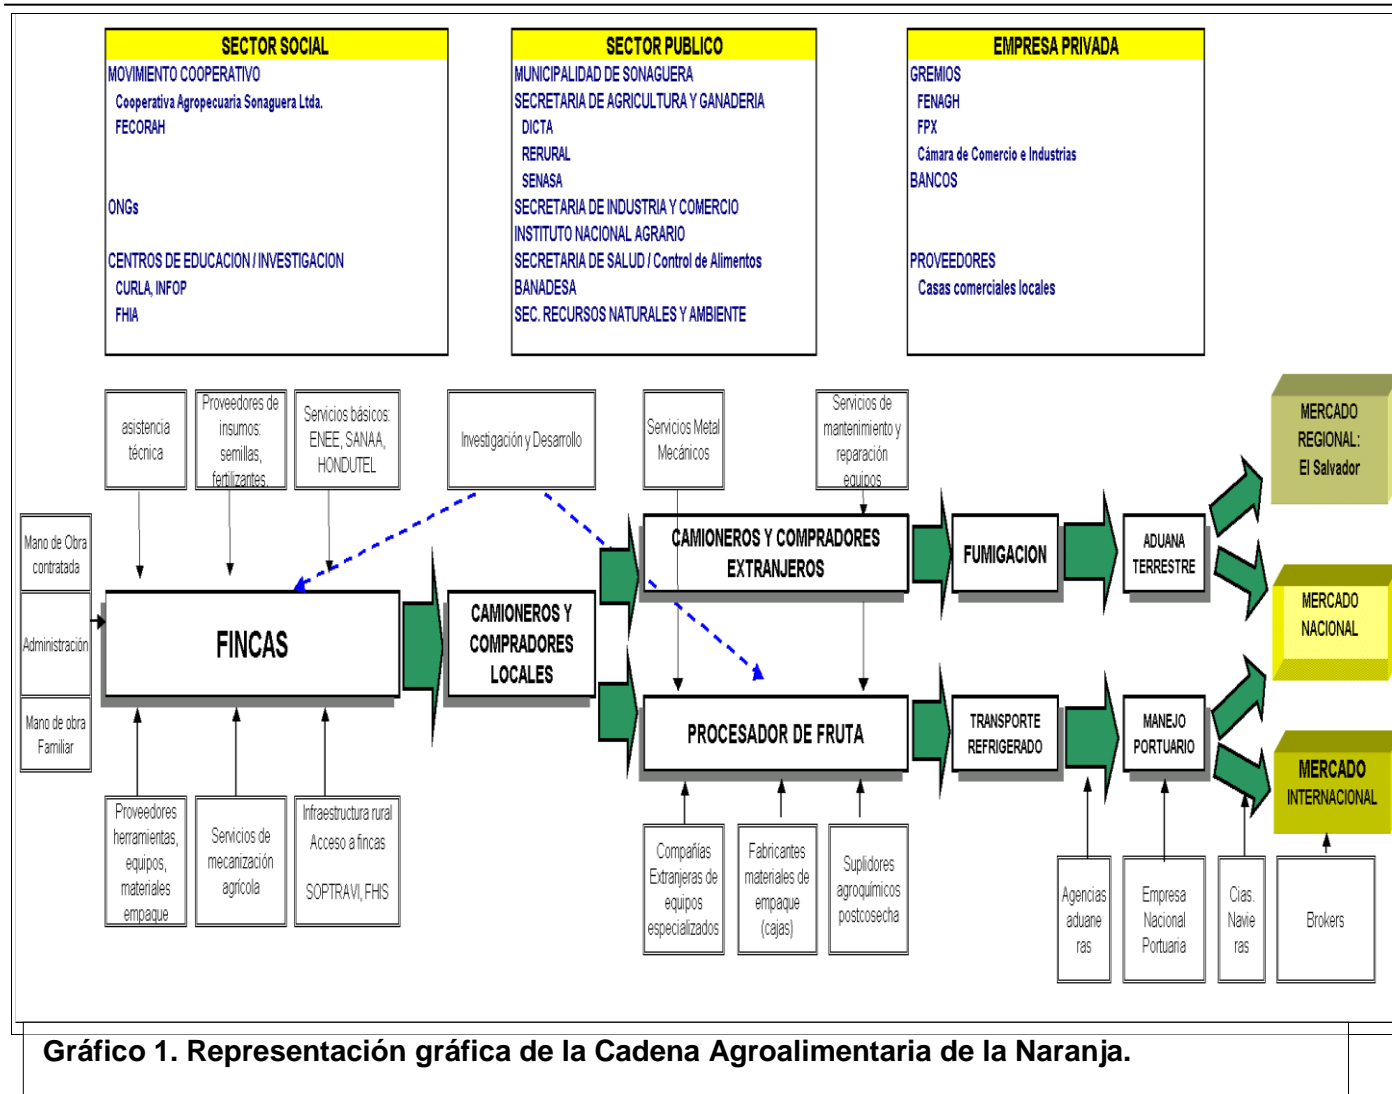 SECTOR SOCIAL
MOVIMIENTO COOPERATIVO
Cooperativa Agropecuaria Sonaguera Ltda.
FECORAH
ONGs
CENTROS DE EDUCACION / INVESTIGACION
CURLA, INFOP
FHIA
SECTOR PUBLICO
MUNICIPALIDAD DE SONAGUERA
SECRETARIA DE AGRICULTURA Y GANADERIA
DICTA
RERURAL
SENASA
SECRETARIA DE INDUSTRIA Y COMERCIO
INSTITUTO NACIONAL AGRARIO
SECRETARIA DE SALUD / Control de Alimentos
BANADESA
SEC. RECURSOS NATURALES Y AMBIENTE
EMPRESA PRIVADA
GREMIOS
FENAGH
FPX
Cámara de Comercio e Industrias
BANCOS
PROVEEDORES
Casas comerciales locales
asistencia
técnica
Proveedores de
insumos:
semillas,
fertilizantes.
Servicios básicos:
ENEE, SANAA,
HONDUTEL
Investigación y Desarrollo
Servicios Metal
Mecánicos
Servicios de
mantenimiento y
reparación
equipos
MERCADO
REGIONAL:
El Salvador
Mano de Obra
contratada
Administración
Mano de obra
Familiar
FINCAS
CAMIONEROS Y
COMPRADORES
LOCALES
CAMIONEROS Y COMPRADORES
EXTRANJEROS
FUMIGACION
ADUANA
TERRESTRE
MERCADO
NACIONAL
PROCESADOR DE FRUTA
TRANSPORTE
REFRIGERADO
MANEJO
PORTUARIO
MERCADO
INTERNACIONAL
Proveedores
herramientas,
equipos,
materiales
empaque
Servicios de
mecanización
agrícola
Infraestructura rural
Acceso a fincas
SOPTRAVI, FHIS
Compañías
Extranjeras de
equipos
especializados
Fabricantes
materiales de
empaque
(cajas)
Suplidores
agroquímicos
postcosecha
Agencias
aduane
ras
Empresa
Nacional
Portuaria
Cias.
Navie
ras
Brokers
Gráfico 1. Representación gráfica de la Cadena Agroalimentaria de la Naranja.